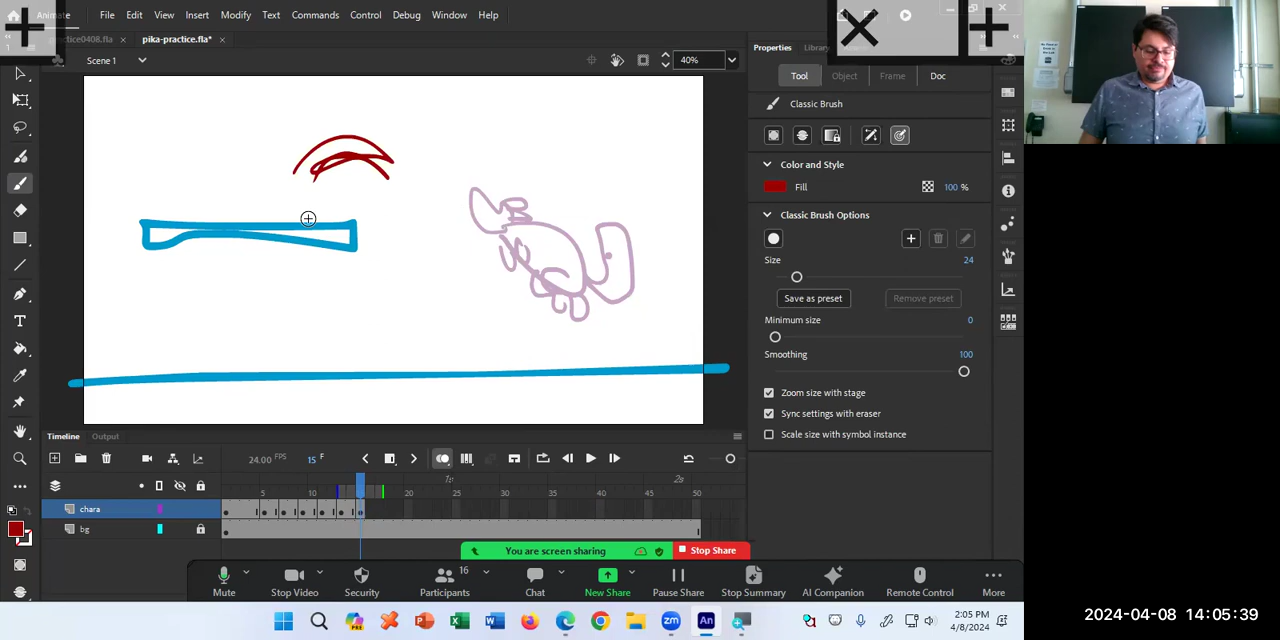 Animate File Edit View Insert Modify Text Commands Control Debug Window Help
practice0408.fla × pika-practice.fla* ×
Scene 1 40%
Properties Library
Tool Object Frame Doc
Classic Brush
Color and Style
Fill 100 %
Classic Brush Options
Size 24
Save as preset Remove preset
Minimum size 0
Smoothing 100
Zoom size with stage
Sync settings with eraser
Scale size with symbol instance
Timeline Output
24.00 FPS 15 F
1s 2s
5 10 20 25 30 35 40 45 50
chara
bg
You are screen sharing Stop Share
16
Mute Stop Video Security Participants Chat New Share Pause Share Stop Summary AI Companion Remote Control More
2:05 PM
4/8/2024
2024-04-08 14:05:39